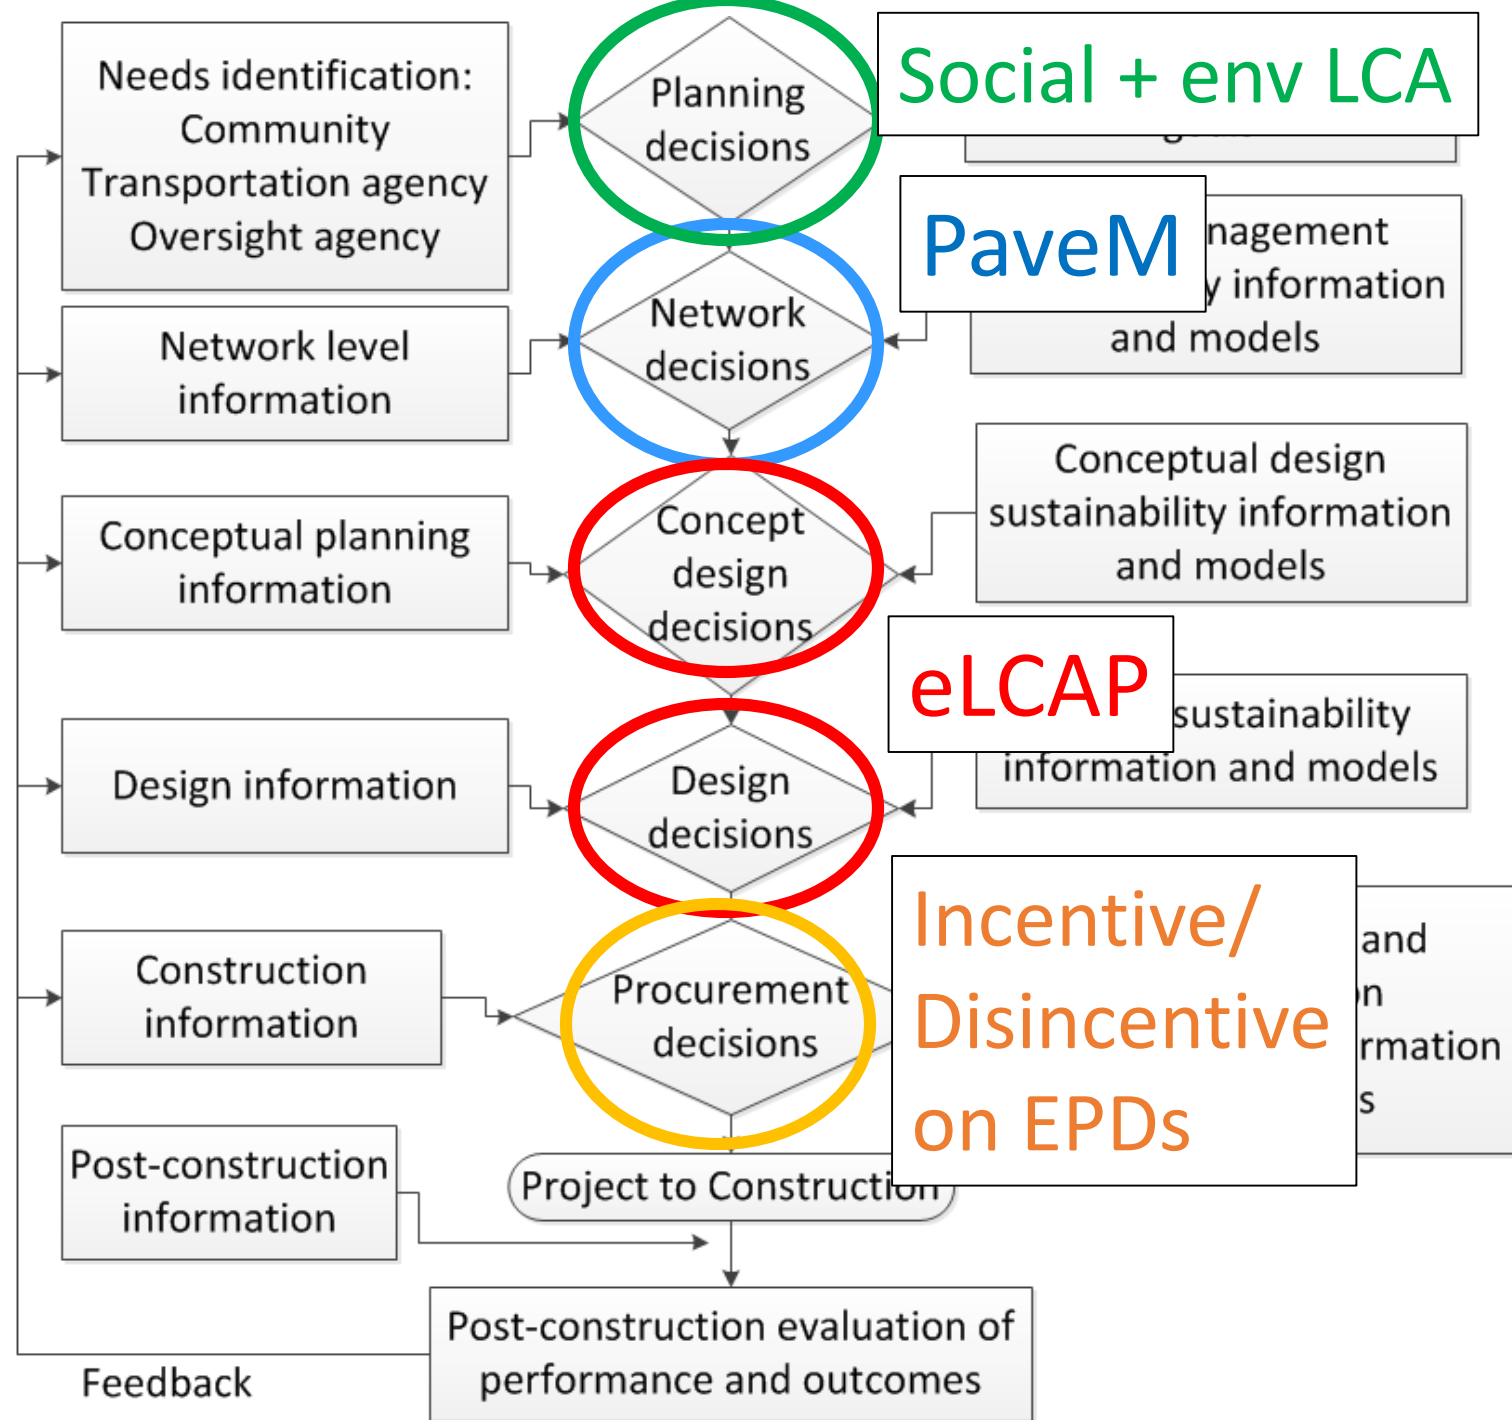 Needs identification:
Community
Transportation agency
Oversight agency
Planning
decisions
Social + env LCA
Network level
information
Network
decisions
PaveM
information
and models
Conceptual planning
information
Concept
design
decisions
Conceptual design
sustainability information
and models
Design information
Design
decisions
eLCAP
sustainability
information and models
Construction
information
Procurement
decisions
Incentive/
Disincentive
on EPDs
and
Post-construction
information
Project to Construction
Post-construction evaluation of
performance and outcomes
Feedback